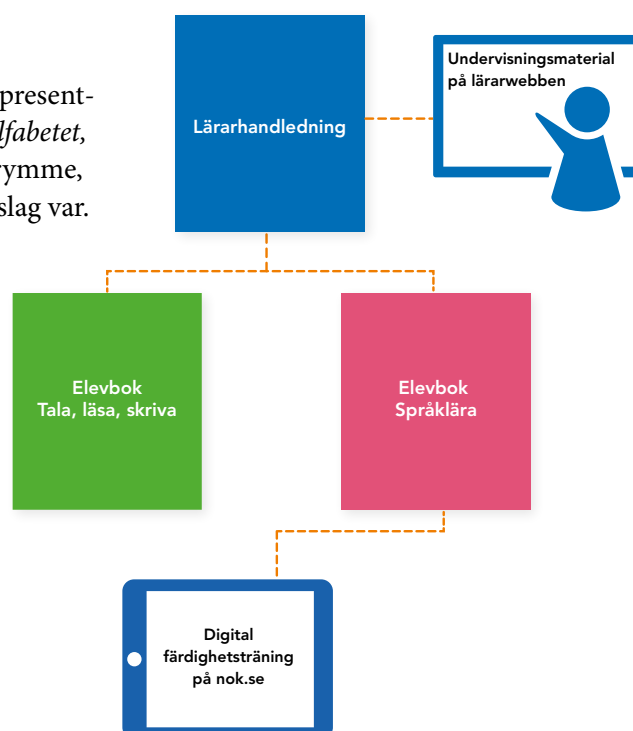 present-
lfabetet,
rymme,
slag var.
Lärarhandledning
Undervisningsmaterial
på lärarwebben
Elevbok
Tala, läsa, skriva
Elevbok
Språklära
Digital
färdighetsträning
på nok.se